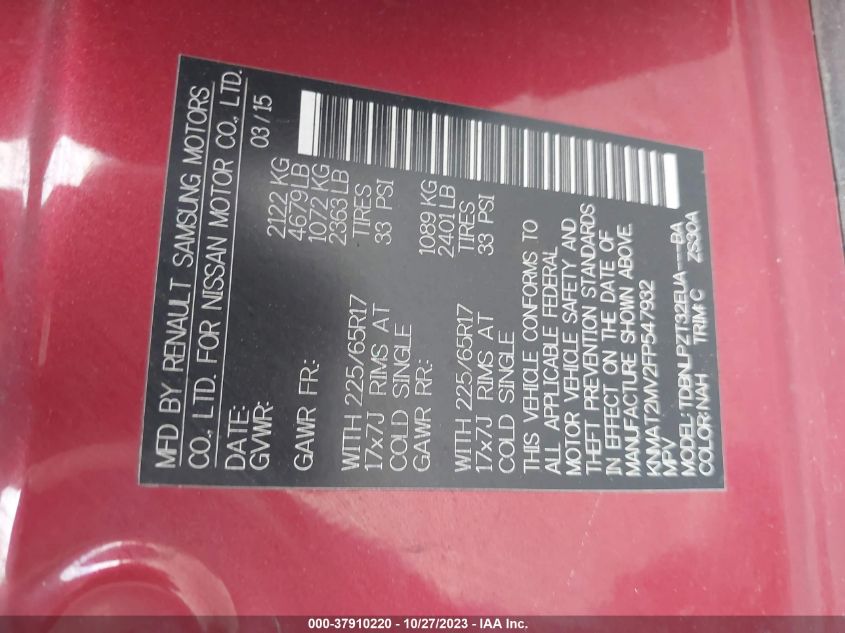 MFD BY RENAULT SAMSUNG MOTORS
CO., LTD. FOR NISSAN MOTOR CO., LTD.
DATE: 03/15
GVWR: 2122 KG
4679 LB
GAWR FR: 1072 KG
2363 LB
WITH 225/65R17 TIRES
17x7J RIMS AT 33 PSI
COLD SINGLE
GAWR RR: 1089 KG
2401 LB
WITH 225/65R17 TIRES
17x7J RIMS AT 33 PSI
COLD SINGLE
THIS VEHICLE CONFORMS TO
ALL APPLICABLE FEDERAL
MOTOR VEHICLE SAFETY AND
THEFT PREVENTION STANDARDS
IN EFFECT ON THE DATE OF
MANUFACTURE SHOWN ABOVE.
KNMAT2MV2FP547932
MPV
MODEL: TDBNLPZT32EUA---BA
COLOR: NAH TRIM: C ZS30A
000-37910220 - 10/27/2023 - IAA Inc.